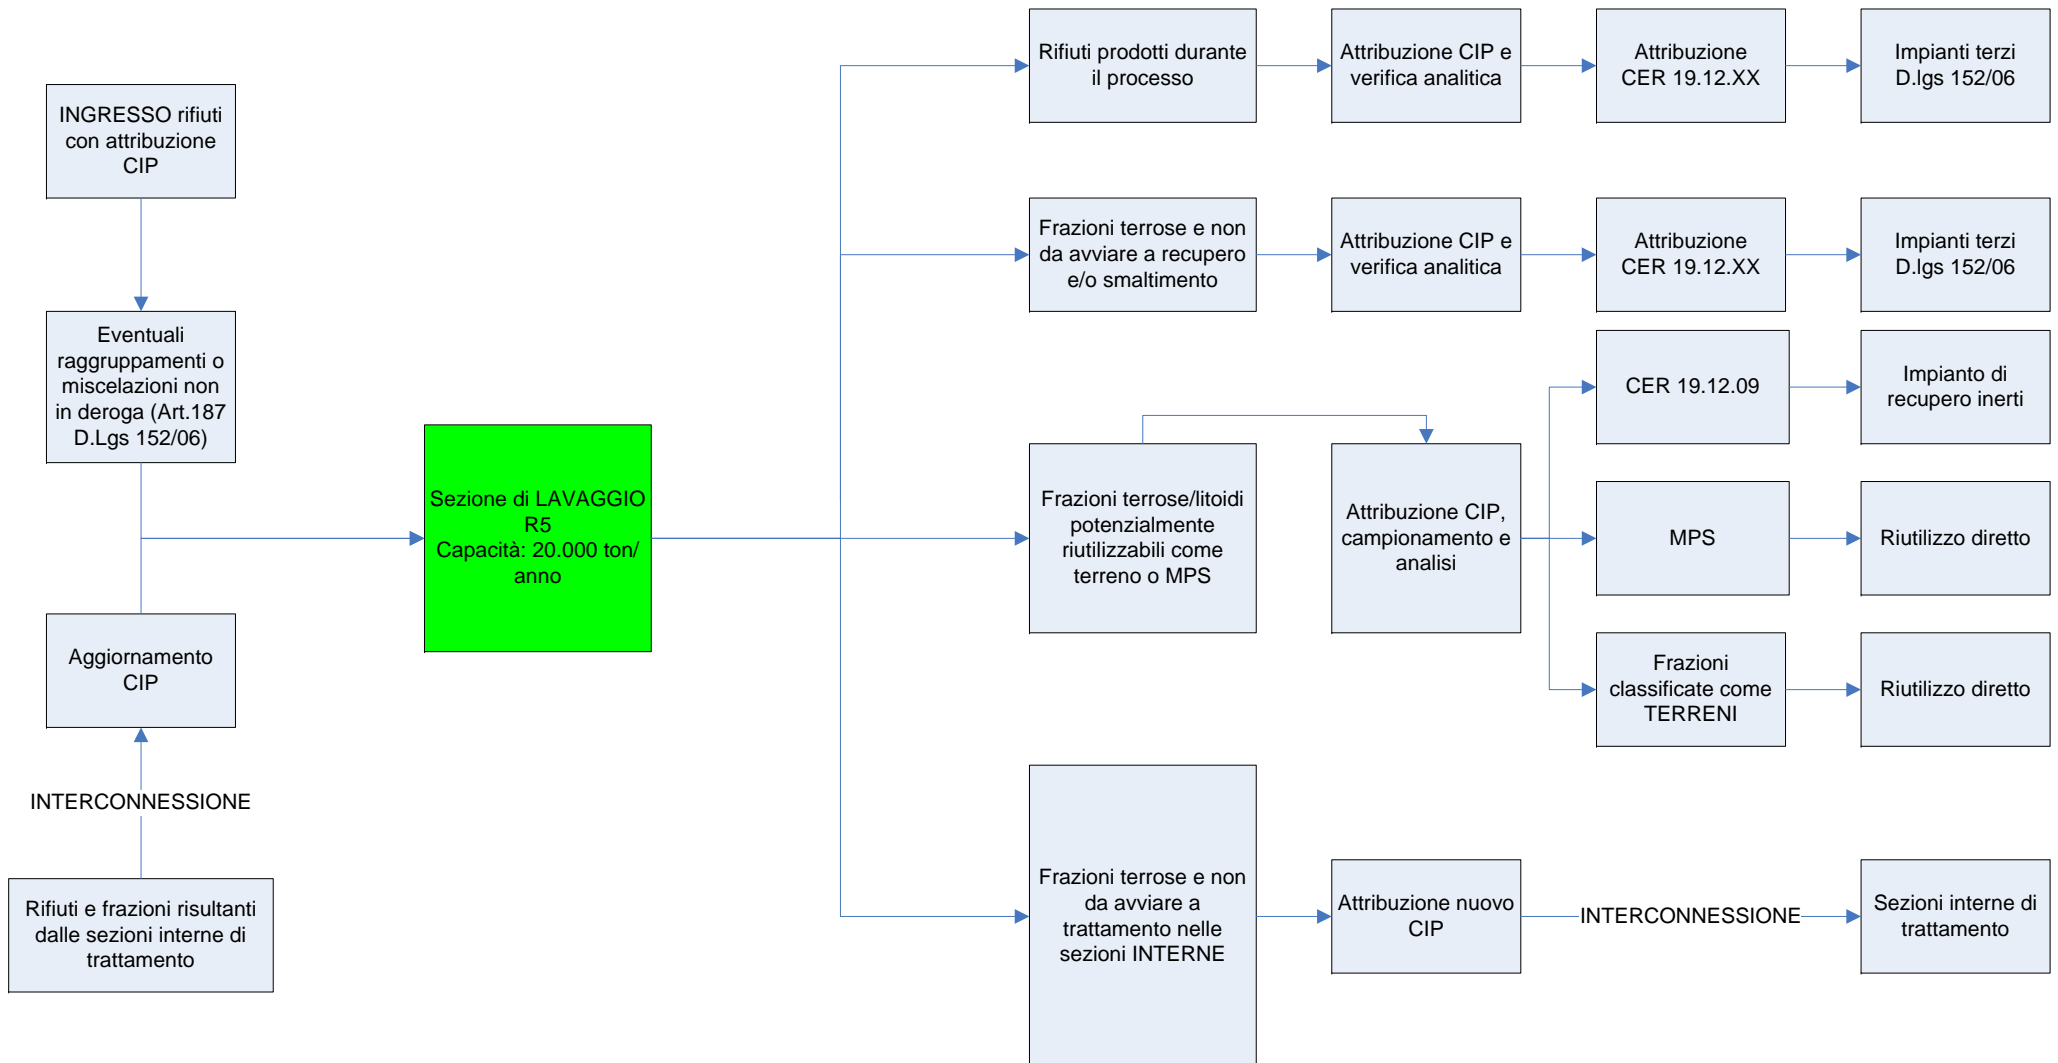 INGRESSO rifiuti
con attribuzione
CIP
Eventuali
raggruppamenti o
miscelazioni non
in deroga (Art.187
D.Lgs 152/06)
Aggiornamento
CIP
INTERCONNESSIONE
Rifiuti e frazioni risultanti
dalle sezioni interne di
trattamento
Sezione di LAVAGGIO
R5
Capacità: 20.000 ton/
anno
Rifiuti prodotti durante
il processo
Attribuzione CIP e
verifica analitica
Attribuzione
CER 19.12.XX
Impianti terzi
D.lgs 152/06
Frazioni terrose e non
da avviare a recupero
e/o smaltimento
Attribuzione CIP e
verifica analitica
Attribuzione
CER 19.12.XX
Impianti terzi
D.lgs 152/06
Frazioni terrose/litoidi
potenzialmente
riutilizzabili come
terreno o MPS
Attribuzione CIP,
campionamento e
analisi
CER 19.12.09
Impianto di
recupero inerti
MPS
Riutilizzo diretto
Frazioni
classificate come
TERRENI
Riutilizzo diretto
Frazioni terrose e non
da avviare a
trattamento nelle
sezioni INTERNE
Attribuzione nuovo
CIP
INTERCONNESSIONE
Sezioni interne di
trattamento